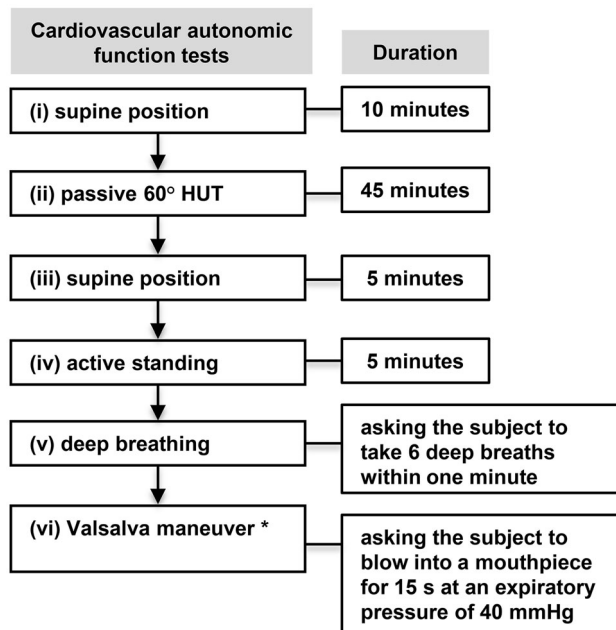 Cardiovascular autonomic
function tests
Duration
(i) supine position
10 minutes
(ii) passive 60° HUT
45 minutes
(iii) supine position
5 minutes
(iv) active standing
5 minutes
(v) deep breathing
asking the subject to
take 6 deep breaths
within one minute
(vi) Valsalva maneuver *
asking the subject to
blow into a mouthpiece
for 15 s at an expiratory
pressure of 40 mmHg